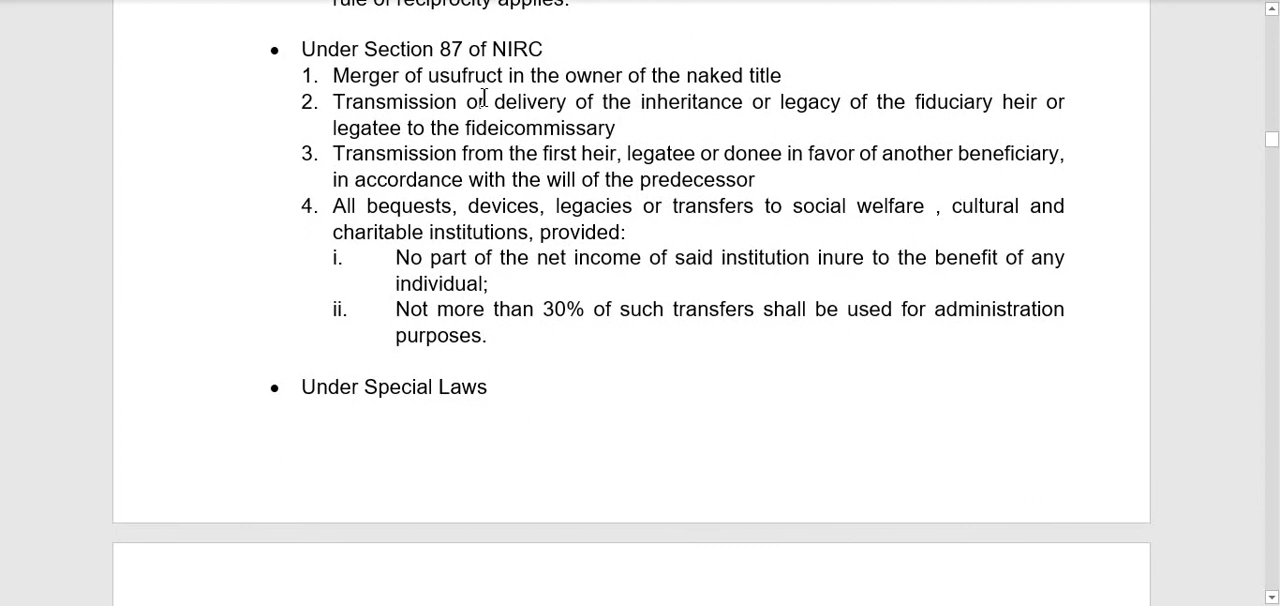 rule of reciprocity applies.
• Under Section 87 of NIRC
1. Merger of usufruct in the owner of the naked title
2. Transmission or delivery of the inheritance or legacy of the fiduciary heir or
legatee to the fideicommissary
3. Transmission from the first heir, legatee or donee in favor of another beneficiary,
in accordance with the will of the predecessor
4. All bequests, devices, legacies or transfers to social welfare , cultural and
charitable institutions, provided:
i. No part of the net income of said institution inure to the benefit of any
individual;
ii. Not more than 30% of such transfers shall be used for administration
purposes.
• Under Special Laws